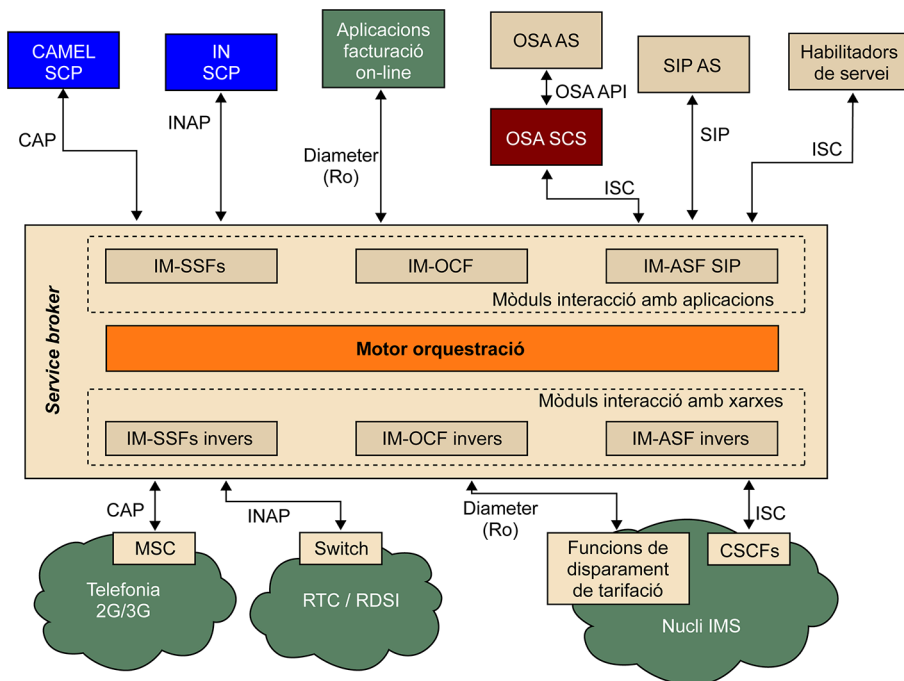 CAMEL
SCP
IN
SCP
Aplicacions
facturació
on-line
OSA AS
SIP AS
Habilitadors
de servei
OSA API
OSA SCS
CAP
INAP
Diameter
(Ro)
ISC
SIP
ISC
Service broker
IM-SSFs
IM-OCF
IM-ASF SIP
Mòduls interacció amb aplicacions
Motor orquestració
Mòduls interacció amb xarxes
IM-SSFs invers
IM-OCF invers
IM-ASF invers
CAP
INAP
Diameter
(Ro)
ISC
MSC
Telefonia
2G/3G
Switch
RTC / RDSI
Funcions de
disparament
de tarifació
CSCFs
Nucli IMS